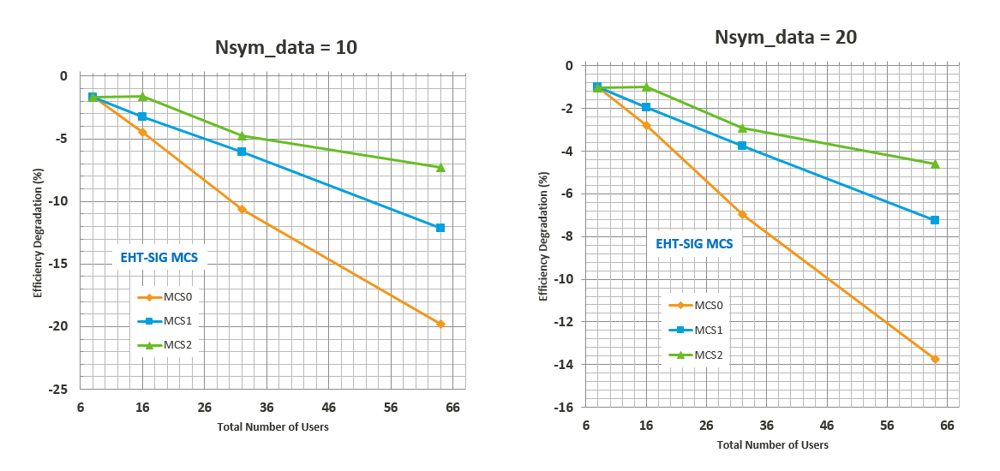 Nsym_data = 10
0
-5
-10
-15
-20
-25
Efficiency Degradation (%)
EHT-SIG MCS
MCS0
MCS1
MCS2
6 16 26 36 46 56 66
Total Number of Users
Nsym_data = 20
0
-2
-4
-6
-8
-10
-12
-14
-16
Efficiency Degradation (%)
EHT-SIG MCS
MCS0
MCS1
MCS2
6 16 26 36 46 56 66
Total Number of Users